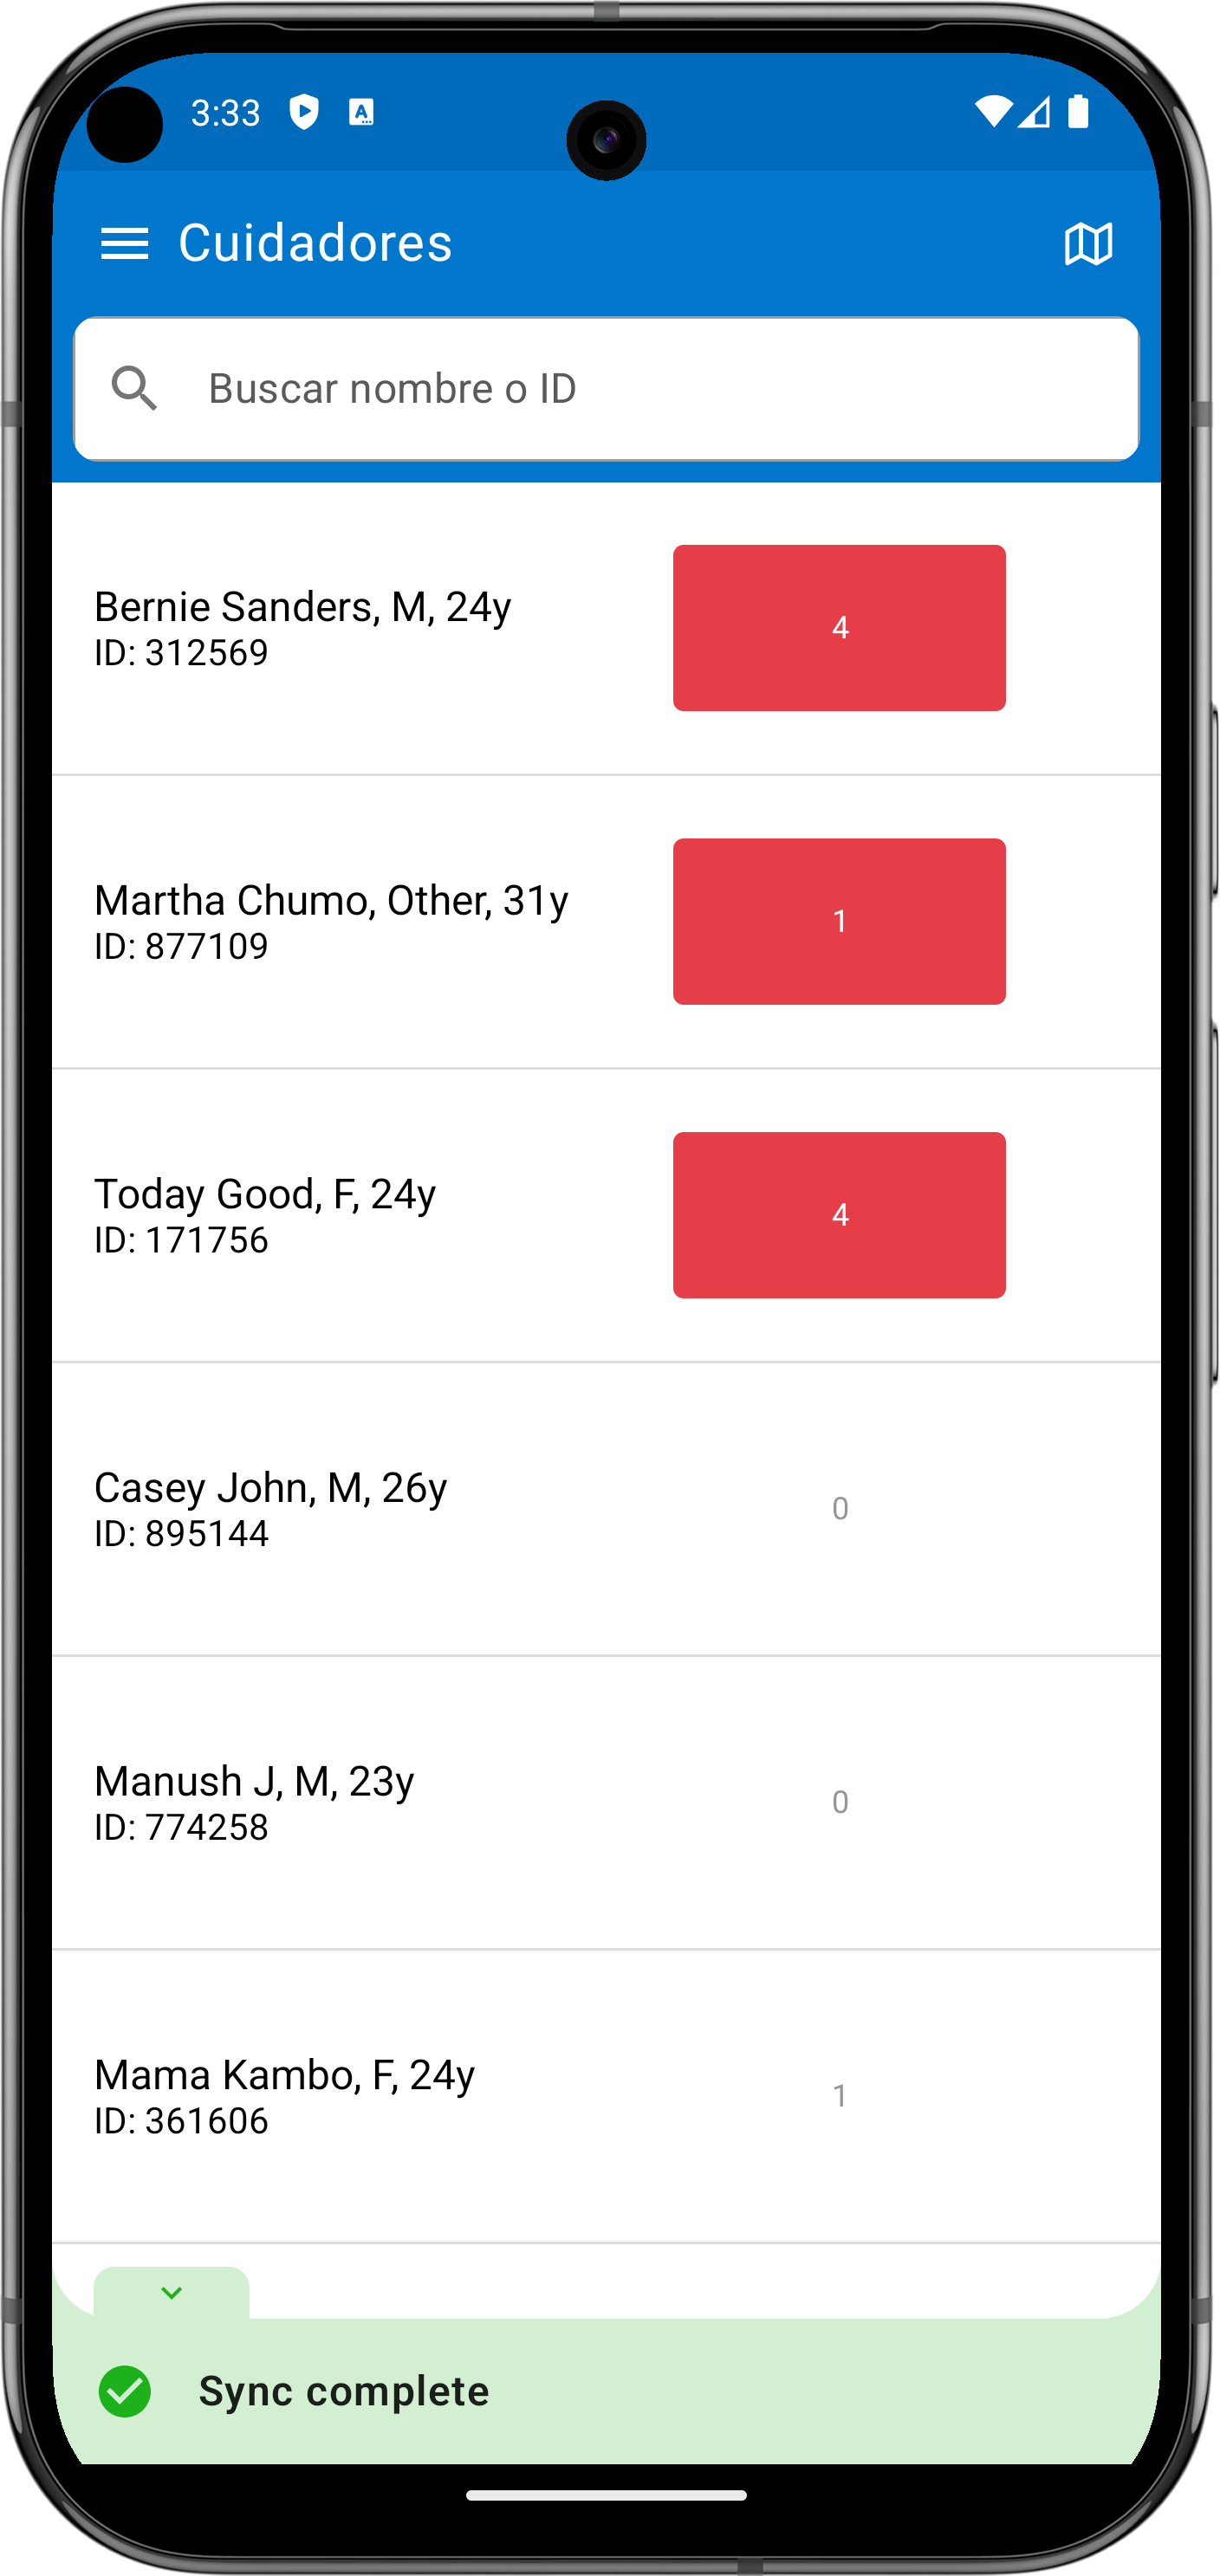 3:33
Cuidadores
Buscar nombre o ID
Bernie Sanders, M, 24y
ID: 312569
4
Martha Chumo, Other, 31y
ID: 877109
1
Today Good, F, 24y
ID: 171756
4
Casey John, M, 26y
ID: 895144
0
Manush J, M, 23y
ID: 774258
0
Mama Kambo, F, 24y
ID: 361606
1
Sync complete